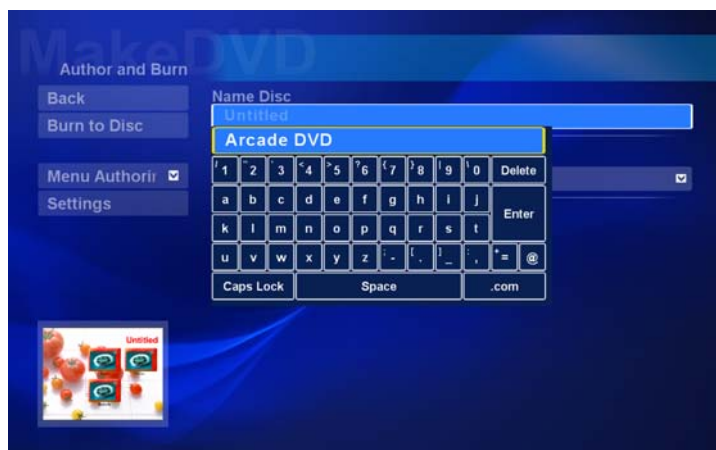 MakeDVD
Author and Burn
Back
Name Disc
Untitled
Burn to Disc
Arcade DVD
1 2 3 4 5 6 7 8 9 0 Delete
Menu Authorir
a b c d e f g h i j
Settings
Enter
k l m n o p q r s t
u v w x y z - . _ , = @
Caps Lock Space .com
Untitled